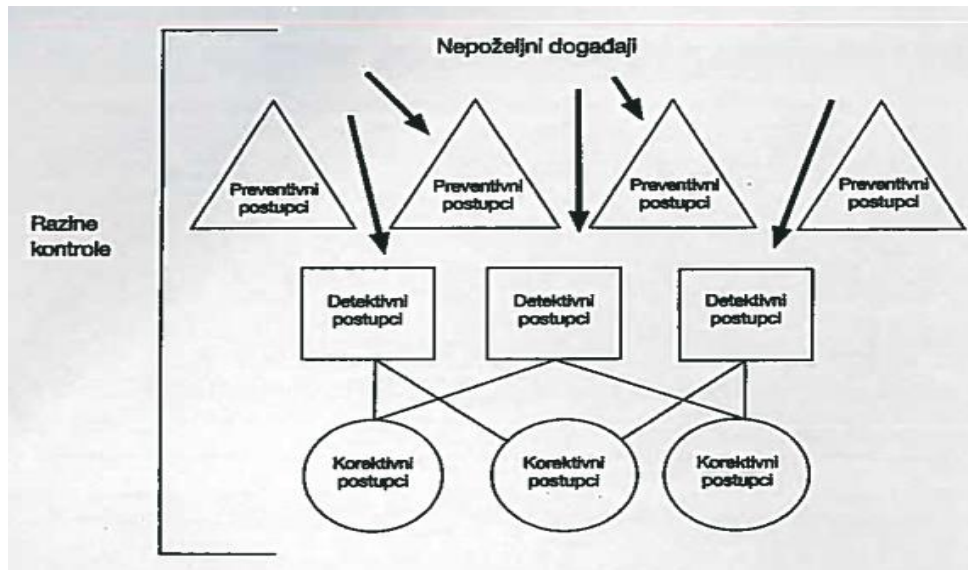 Nepoželjni događaji
Preventivni
postupci
Preventivni
postupci
Preventivni
postupci
Preventivni
postupci
Razine
kontrole
Detektivni
postupci
Detektivni
postupci
Detektivni
postupci
Korektivni
postupci
Korektivni
postupci
Korektivni
postupci